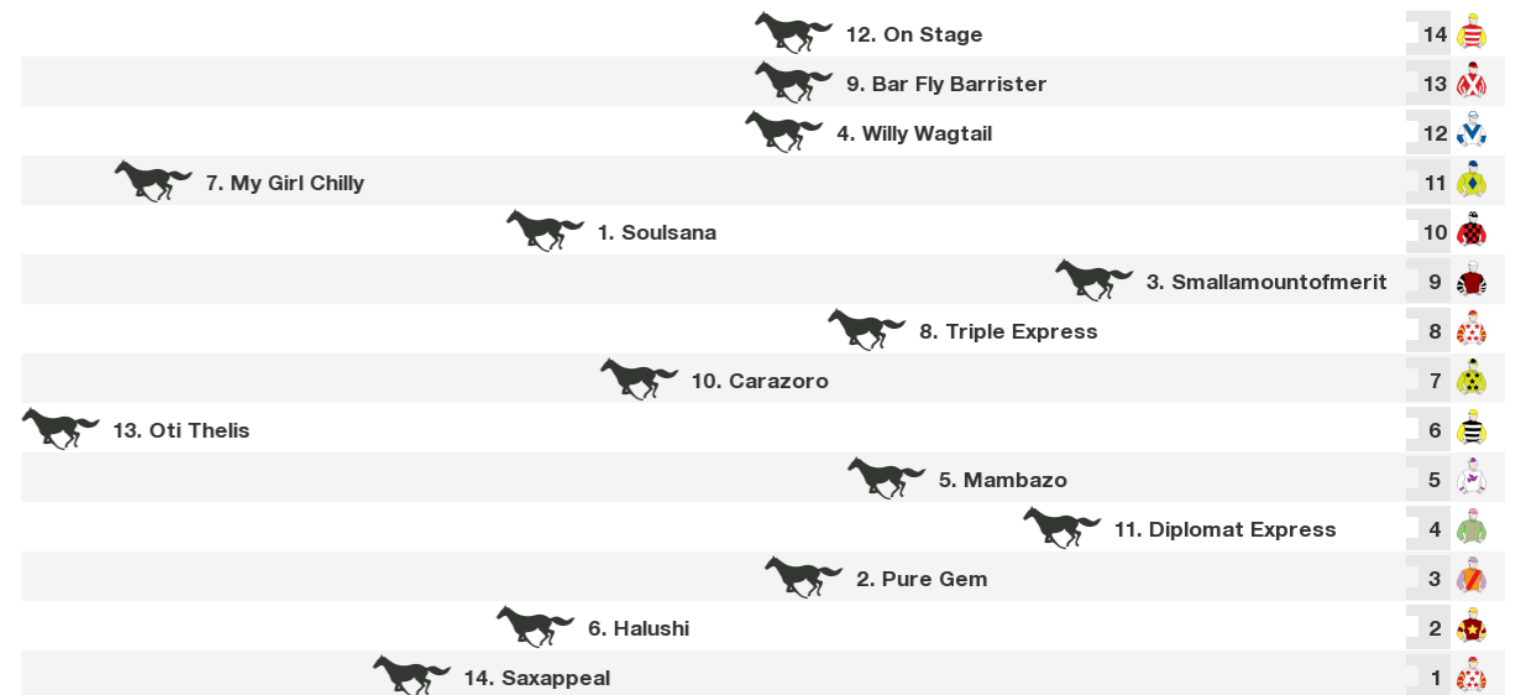 12. On Stage 14
9. Bar Fly Barrister 13
4. Willy Wagtail 12
7. My Girl Chilly 11
1. Soulsana 10
3. Smallamountofmerit 9
8. Triple Express 8
10. Carazoro 7
13. Oti Thelis 6
5. Mambazo 5
11. Diplomat Express 4
2. Pure Gem 3
6. Halushi 2
14. Saxappeal 1